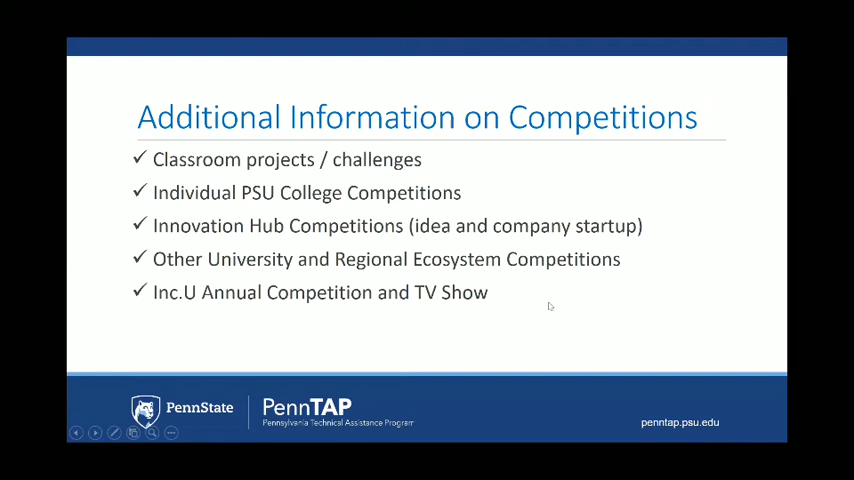 Additional Information on Competitions
✓ Classroom projects / challenges
✓ Individual PSU College Competitions
✓ Innovation Hub Competitions (idea and company startup)
✓ Other University and Regional Ecosystem Competitions
✓ Inc.U Annual Competition and TV Show
PennState
PennTAP
Pennsylvania Technical Assistance Program
penntap.psu.edu